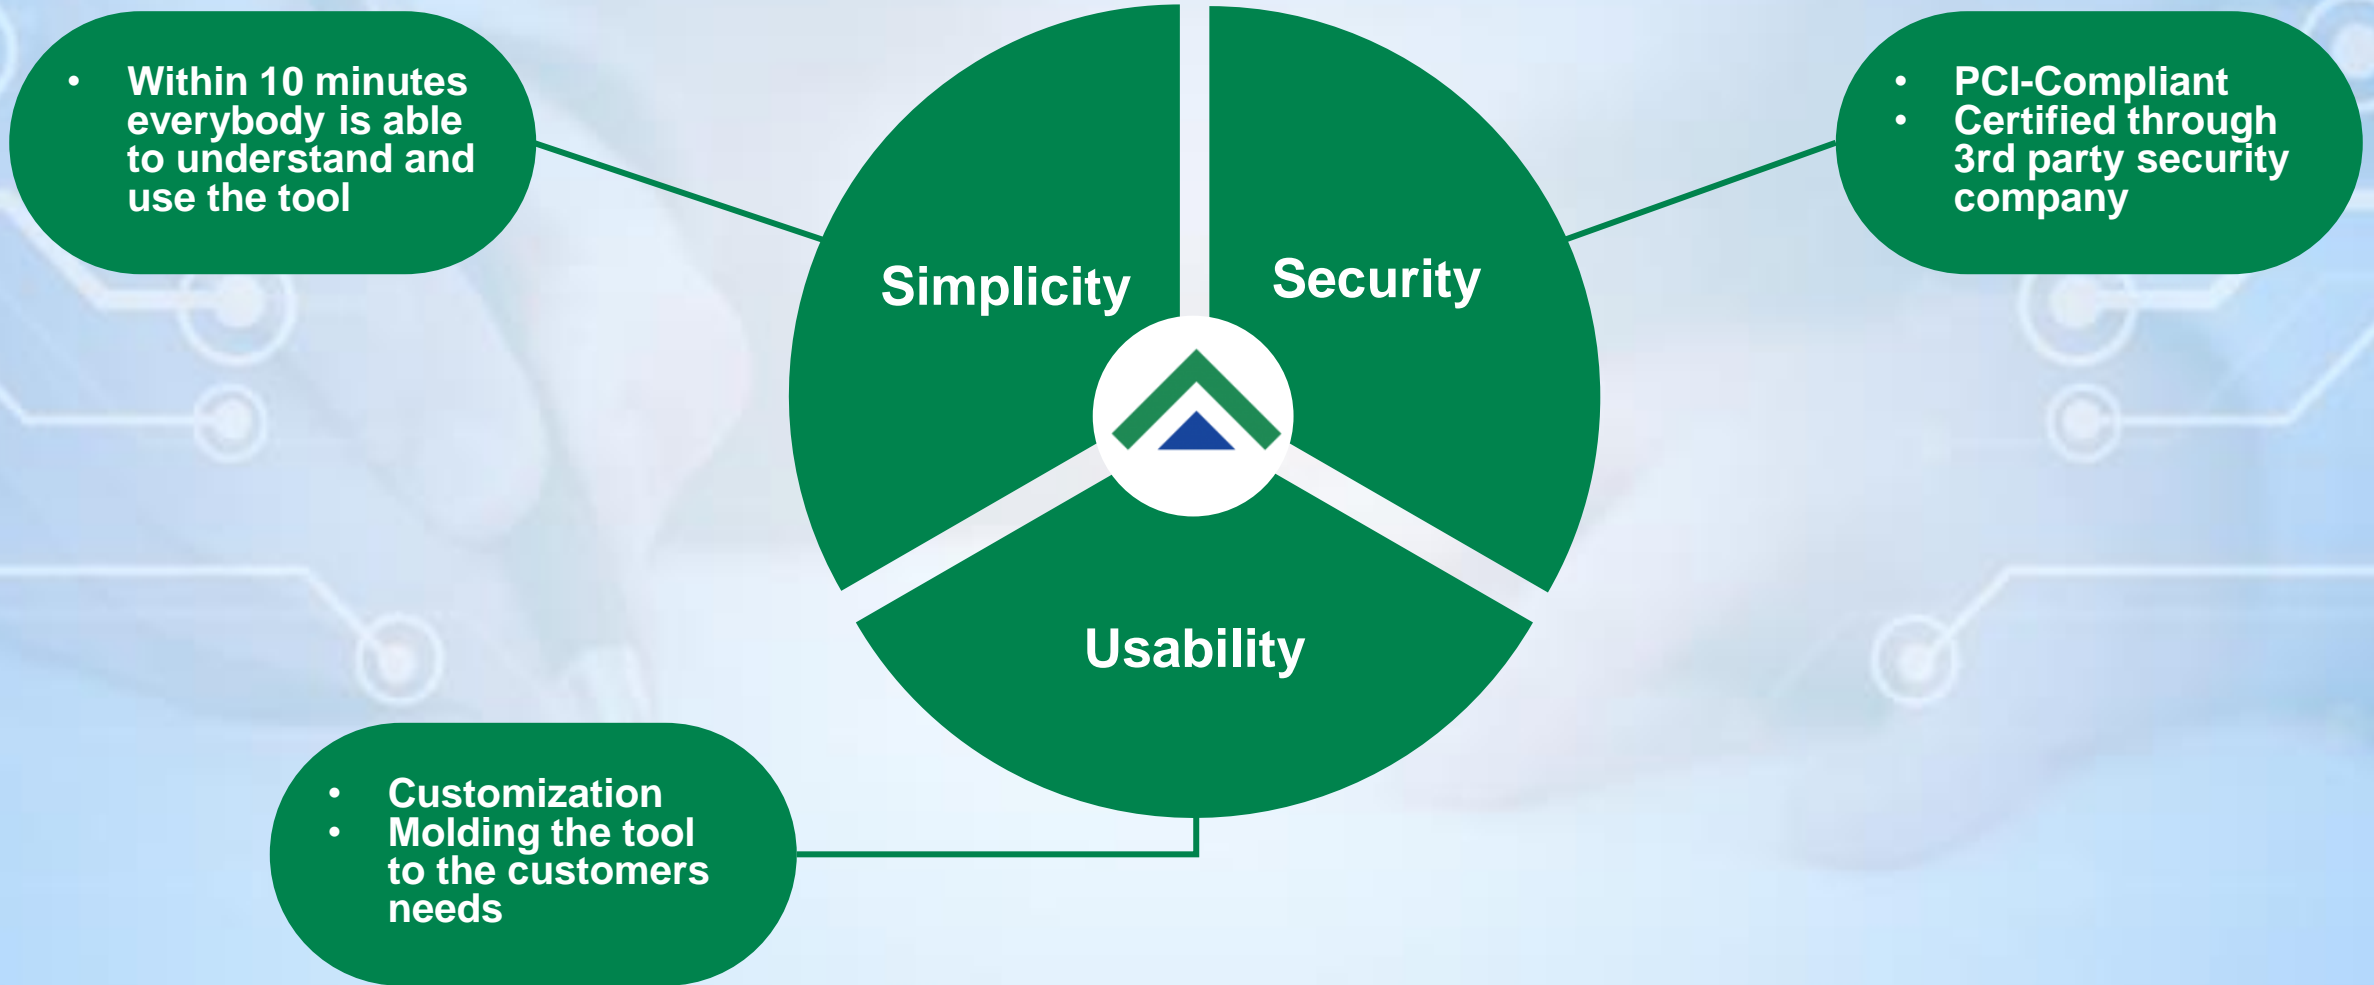 • Within 10 minutes
everybody is able
to understand and
use the tool
• PCI-Compliant
• Certified through
3rd party security
company
Simplicity
Security
Usability
• Customization
• Molding the tool
to the customers
needs